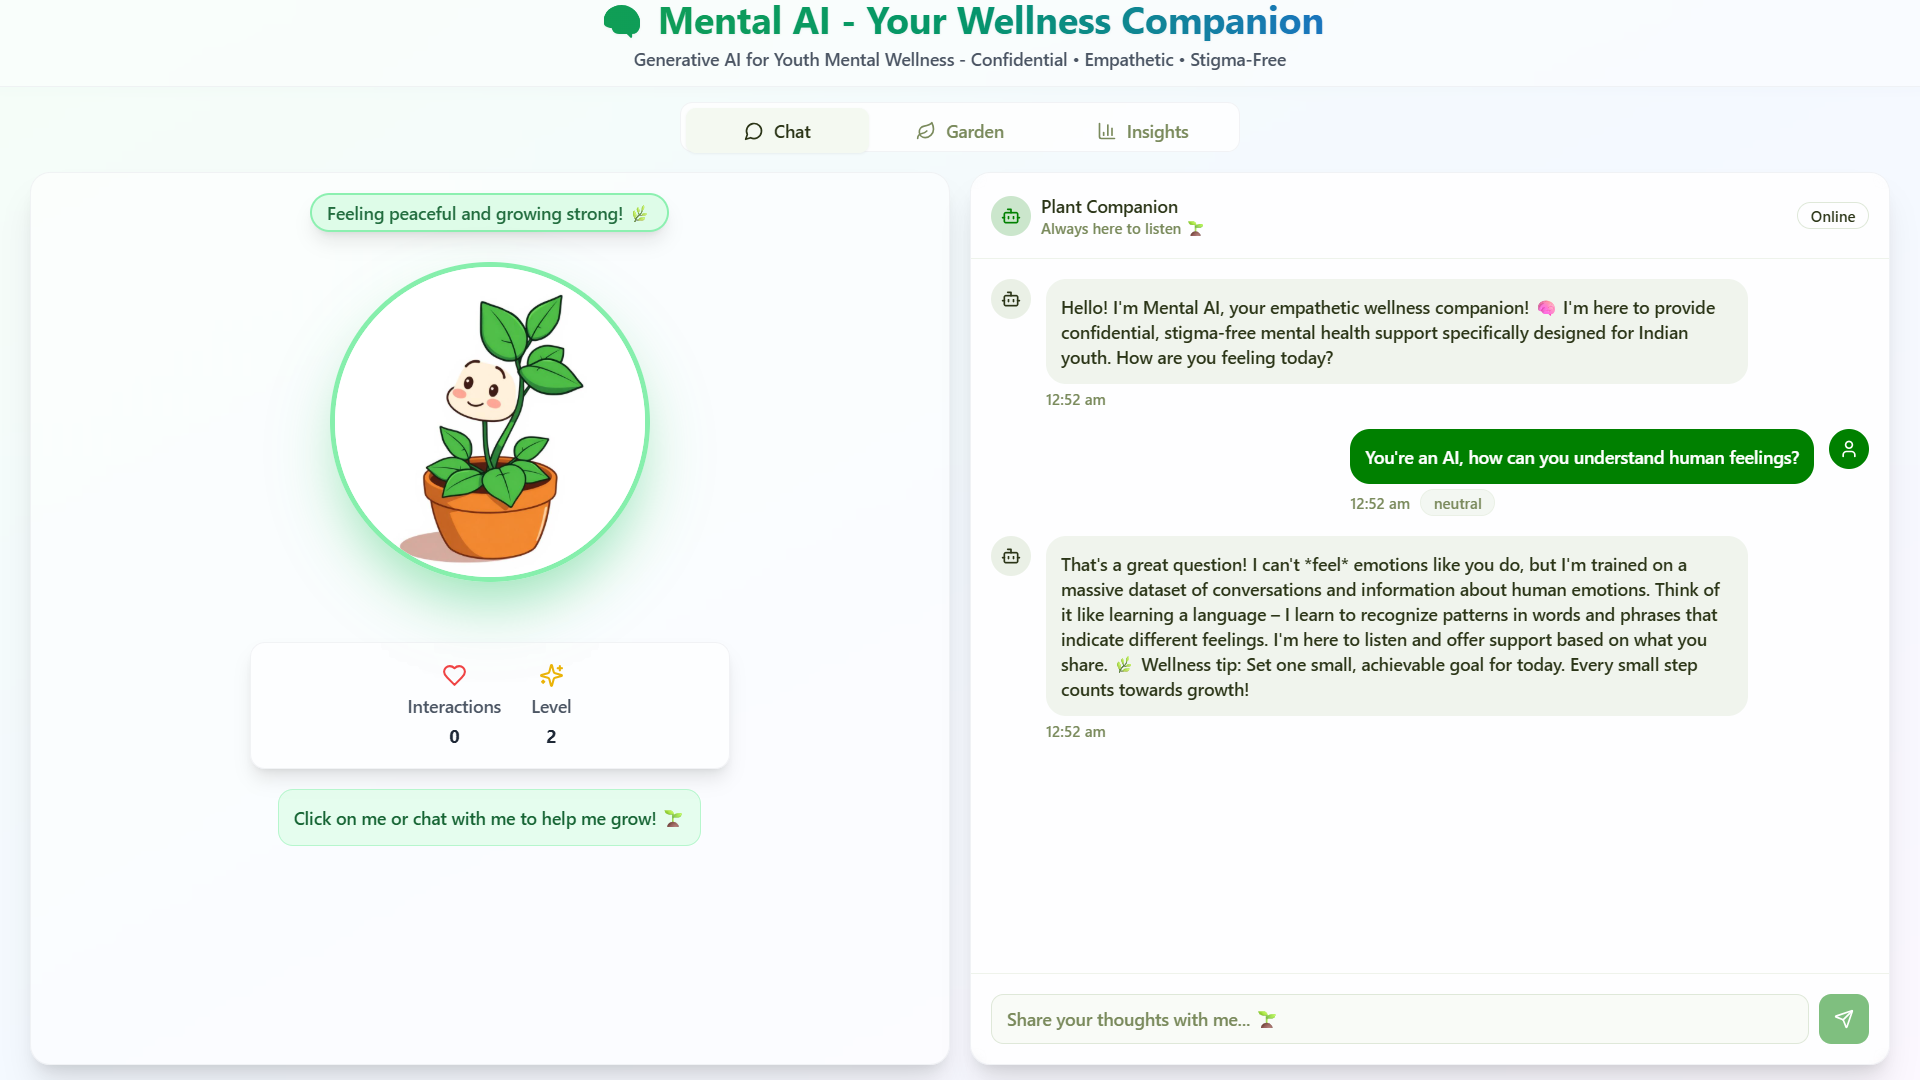 Mental AI - Your Wellness Companion
Generative AI for Youth Mental Wellness - Confidential • Empathetic • Stigma-Free
Chat
Garden
Insights
Feeling peaceful and growing strong! 🌿
Interactions
Level
0
2
Click on me or chat with me to help me grow! 🌱
Plant Companion
Always here to listen 🌱
Online
Hello! I'm Mental AI, your empathetic wellness companion! 🧠 I'm here to provide
confidential, stigma-free mental health support specifically designed for Indian
youth. How are you feeling today?
12:52 am
You're an AI, how can you understand human feelings?
12:52 am
neutral
That's a great question! I can't *feel* emotions like you do, but I'm trained on a
massive dataset of conversations and information about human emotions. Think of
it like learning a language – I learn to recognize patterns in words and phrases that
indicate different feelings. I'm here to listen and offer support based on what you
share. 🌿 Wellness tip: Set one small, achievable goal for today. Every small step
counts towards growth!
12:52 am
Share your thoughts with me... 🌱